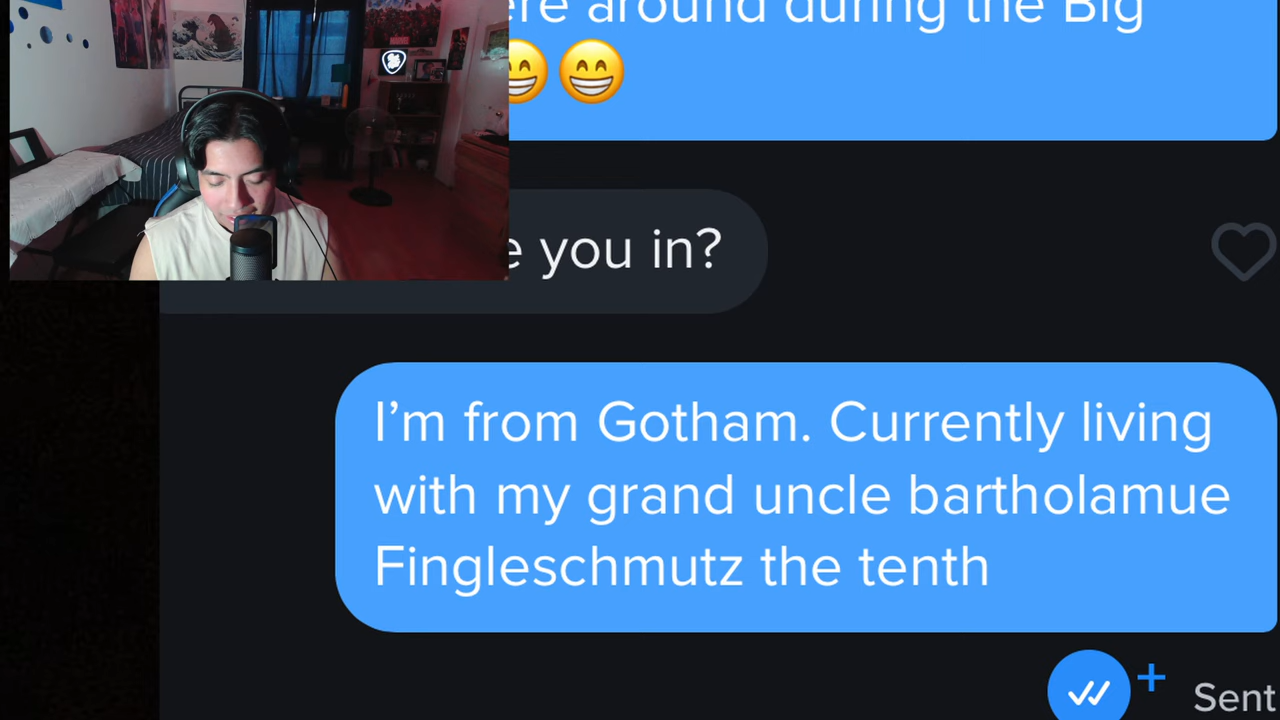 around during the Big
😁
you in?
I’m from Gotham. Currently living
with my grand uncle bartholamue
Fingleschmutz the tenth
Sent